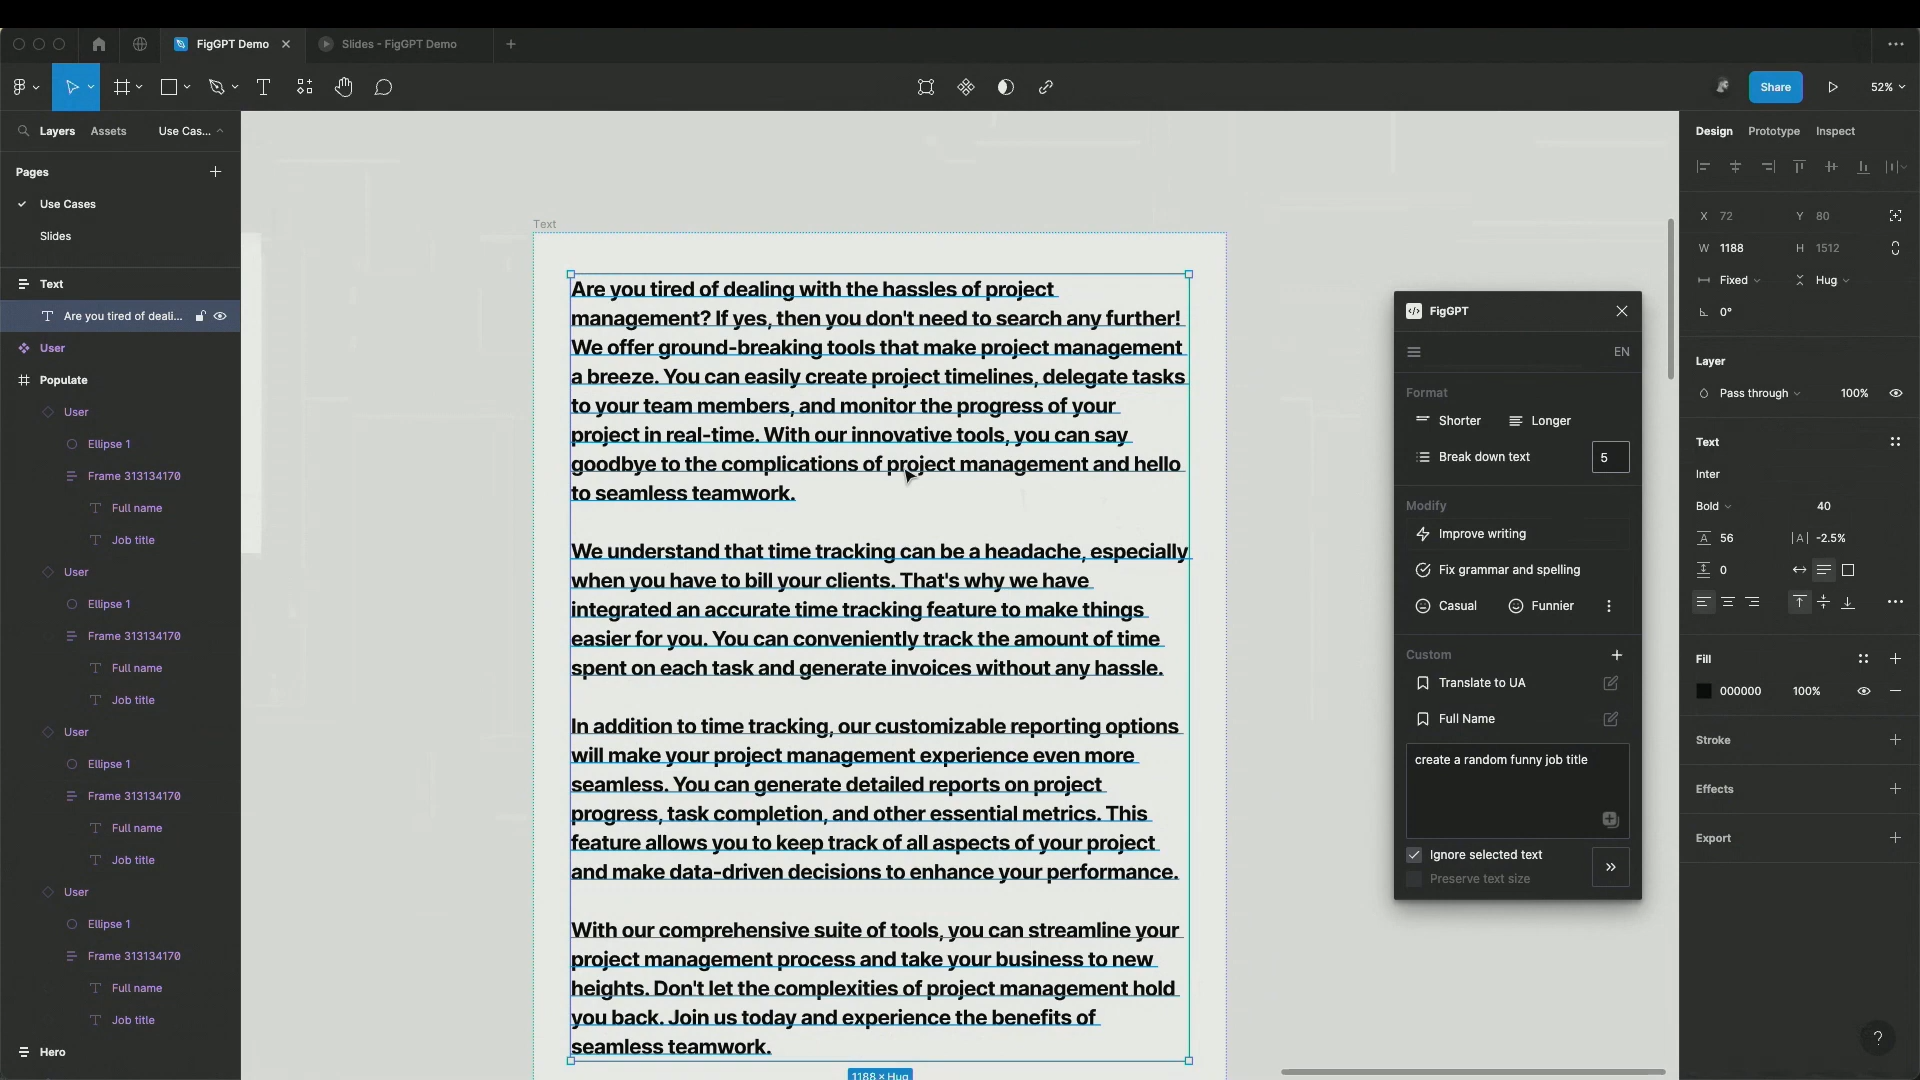 FigGPT Demo
Slides - FigGPT Demo
Share
52%
Layers
Assets
Use Cas...
Design
Prototype
Inspect
Pages
Use Cases
Slides
Text
Are you tired of deali...
User
Populate
User
Ellipse 1
Frame 313134170
Full name
Job title
User
Ellipse 1
Frame 313134170
Full name
Job title
User
Ellipse 1
Frame 313134170
Full name
Job title
User
Ellipse 1
Frame 313134170
Full name
Job title
Hero
Text
Are you tired of dealing with the hassles of project
management? If yes, then you don't need to search any further!
We offer ground-breaking tools that make project management
a breeze. You can easily create project timelines, delegate tasks
to your team members, and monitor the progress of your
project in real-time. With our innovative tools, you can say
goodbye to the complications of project management and hello
to seamless teamwork.
We understand that time tracking can be a headache, especially
when you have to bill your clients. That's why we have
integrated an accurate time tracking feature to make things
easier for you. You can conveniently track the amount of time
spent on each task and generate invoices without any hassle.
In addition to time tracking, our customizable reporting options
will make your project management experience even more
seamless. You can generate detailed reports on project
progress, task completion, and other essential metrics. This
feature allows you to keep track of all aspects of your project
and make data-driven decisions to enhance your performance.
With our comprehensive suite of tools, you can streamline your
project management process and take your business to new
heights. Don't let the complexities of project management hold
you back. Join us today and experience the benefits of
seamless teamwork.
1188 × Hug
FigGPT
EN
Format
Shorter
Longer
Break down text
5
Modify
Improve writing
Fix grammar and spelling
Casual
Funnier
Custom
Translate to UA
Full Name
create a random funny job title
Ignore selected text
Preserve text size
X 72
Y 80
W 1188
H 1512
Fixed
Hug
0°
Layer
Pass through
100%
Text
Inter
Bold
40
56
-2.5%
0
Fill
000000
100%
Stroke
Effects
Export
?